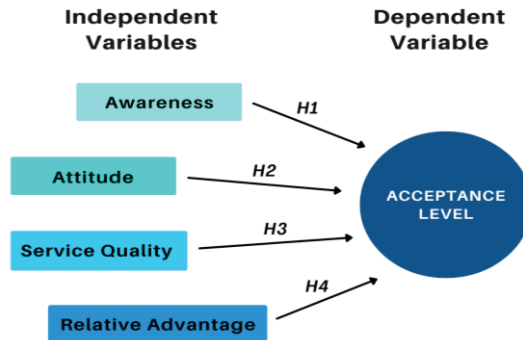 Independent
Variables
Dependent
Variable
Awareness
H1
Attitude
H2
ACCEPTANCE
LEVEL
Service Quality
H3
Relative Advantage
H4